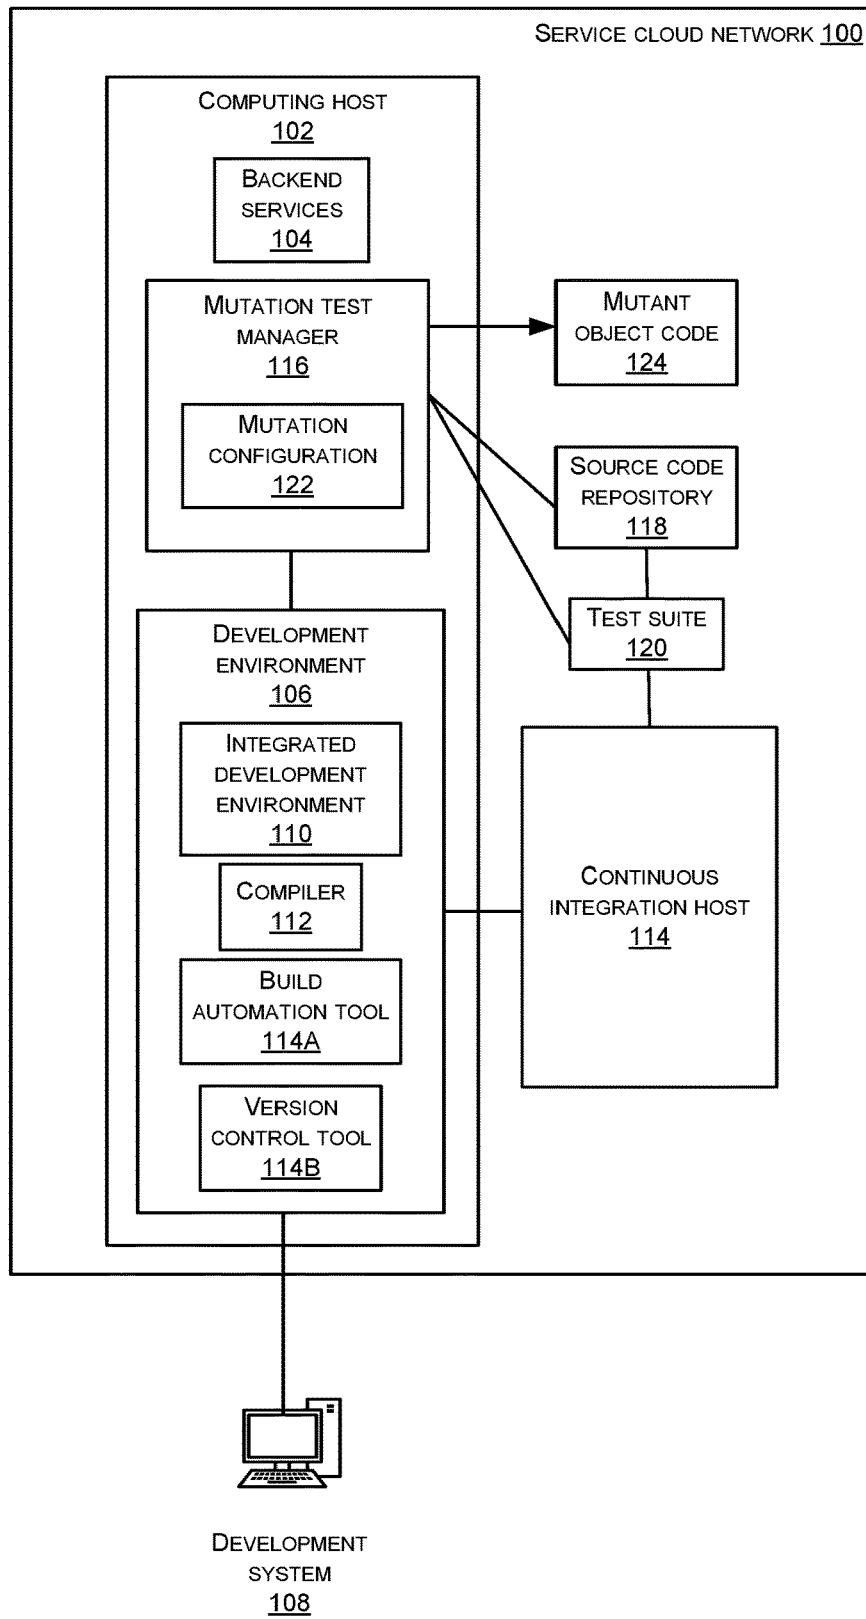 SERVICE CLOUD NETWORK 100
COMPUTING HOST
102
BACKEND
SERVICES
104
MUTATION TEST
MANAGER
116
MUTATION
CONFIGURATION
122
MUTANT
OBJECT CODE
124
SOURCE CODE
REPOSITORY
118
TEST SUITE
120
DEVELOPMENT
ENVIRONMENT
106
INTEGRATED
DEVELOPMENT
ENVIRONMENT
110
COMPILER
112
BUILD
AUTOMATION TOOL
114A
VERSION
CONTROL TOOL
114B
CONTINUOUS
INTEGRATION HOST
114
DEVELOPMENT
SYSTEM
108